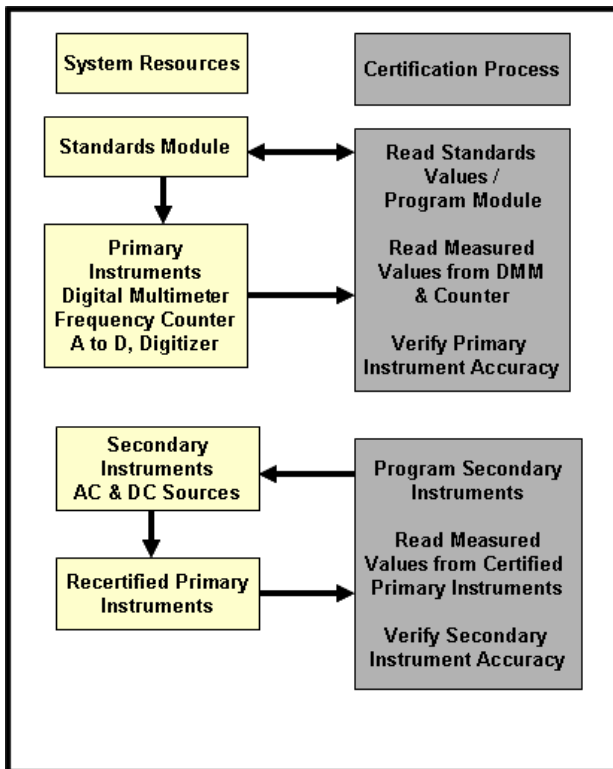 System Resources
Certification Process
Standards Module
Read Standards
Values /
Program Module
Primary
Instruments
Digital Multimeter
Frequency Counter
A to D, Digitizer
Read Measured
Values from DMM
& Counter
Verify Primary
Instrument Accuracy
Secondary
Instruments
AC & DC Sources
Program Secondary
Instruments
Recertified Primary
Instruments
Read Measured
Values from Certified
Primary Instruments
Verify Secondary
Instrument Accuracy